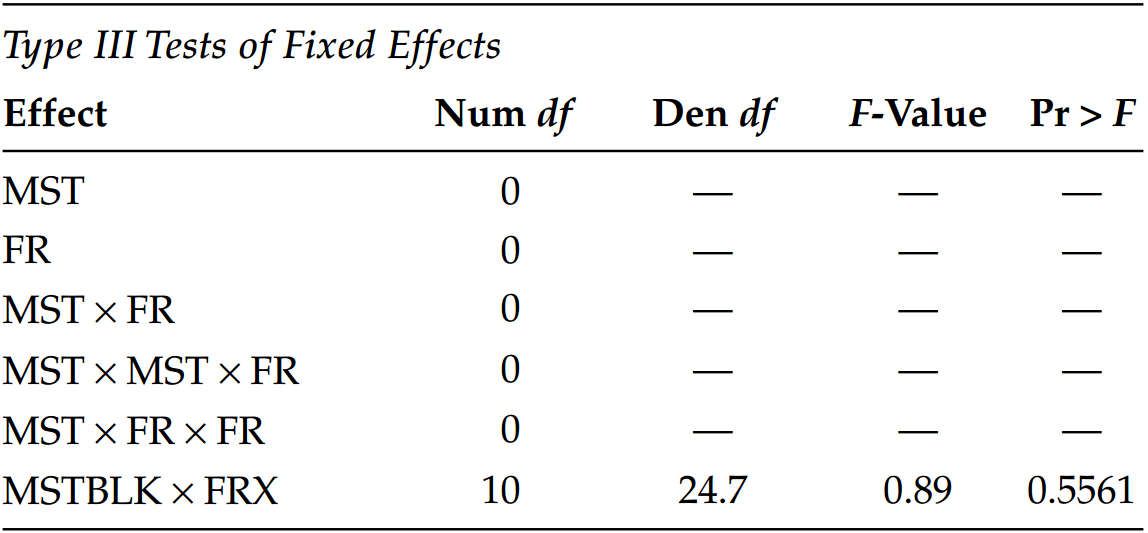 Type III Tests of Fixed Effects
Effect Num df Den df F-Value Pr > F
MST 0 — — —
FR 0 — — —
MST × FR 0 — — —
MST × MST × FR 0 — — —
MST × FR × FR 0 — — —
MSTBLK × FRX 10 24.7 0.89 0.5561